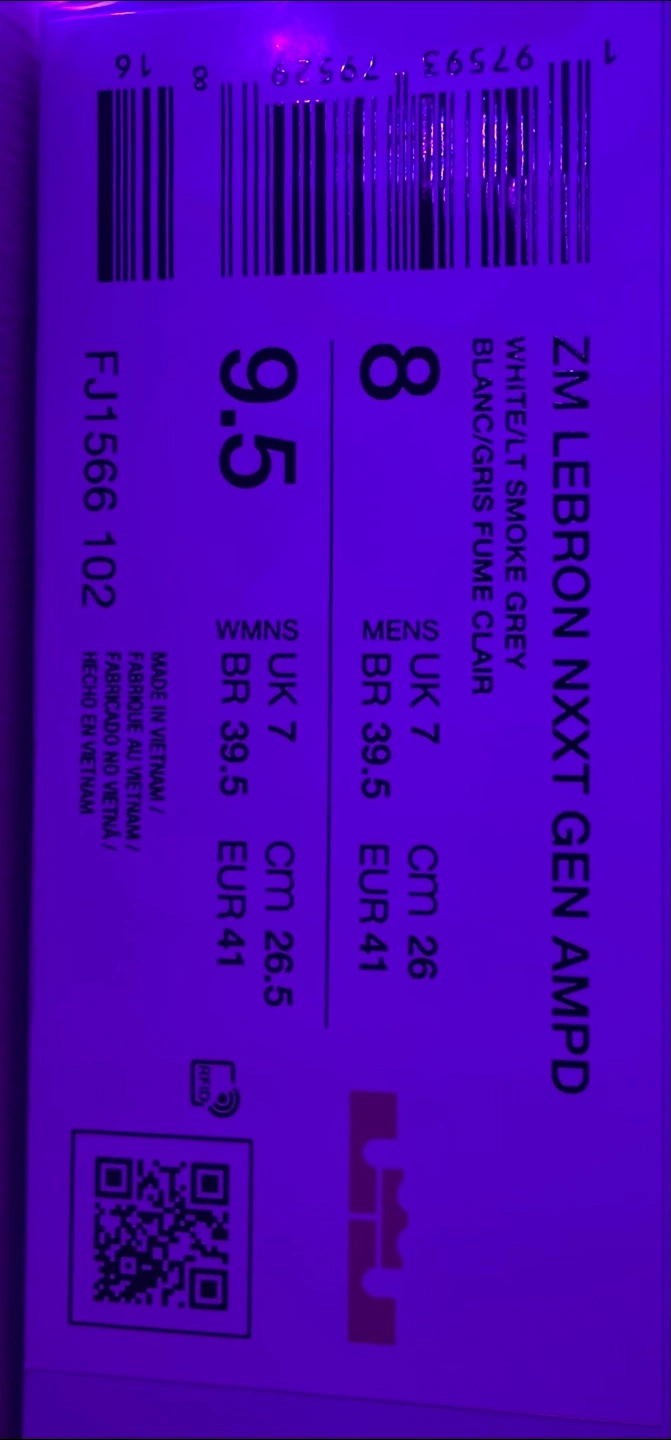 ZM LEBRON NXXT GEN AMPD
WHITE/LT SMOKE GREY
BLANC/GRIS FUME CLAIR
8
MENS
UK 7 cm 26
BR 39.5 EUR 41
9.5
WMNS
UK 7 cm 26.5
BR 39.5 EUR 41
FJ1566 102
MADE IN VIETNAM /
FABRIQUE AU VIETNAM /
FABRICADO NO VIETNÃ /
HECHO EN VIETNAM
RFID
1 97593 79529 8 16